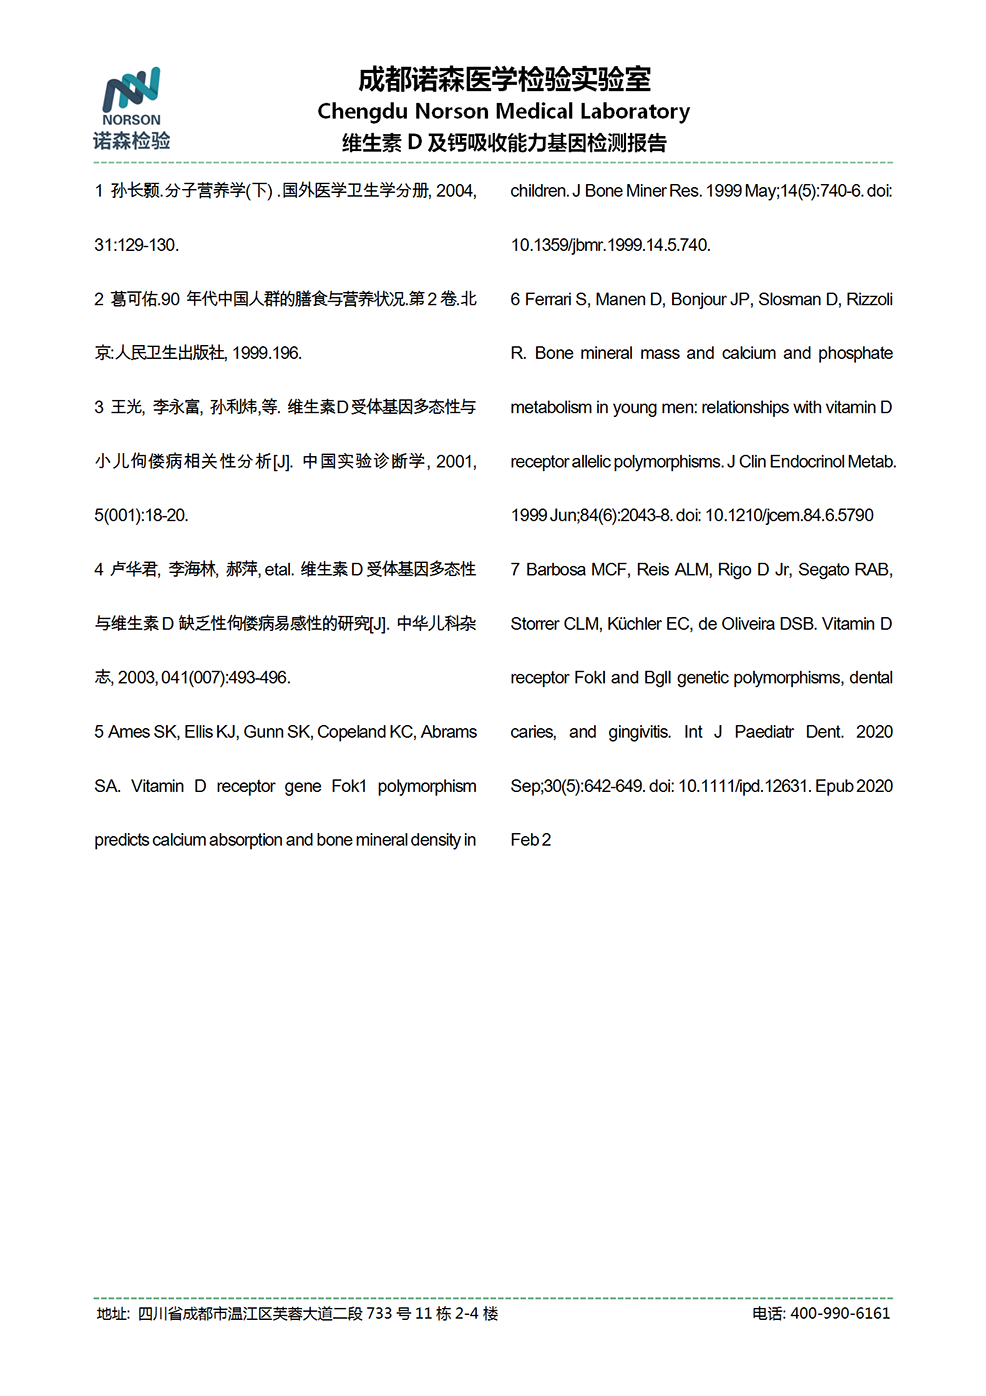 NORSON
诺森检验
成都诺森医学检验实验室
Chengdu Norson Medical Laboratory
维生素 D 及钙吸收能力基因检测报告
1 孙长颢.分子营养学(下) .国外医学卫生学分册, 2004,
31:129-130.
2 葛可佑.90 年代中国人群的膳食与营养状况.第 2 卷.北
京:人民卫生出版社, 1999.196.
3 王光, 李永富, 孙利炜,等. 维生素 D 受体基因多态性与
小儿佝偻病相关性分析[J]. 中国实验诊断学, 2001,
5(001):18-20.
4 卢华君, 李海林, 郝萍, etal. 维生素 D 受体基因多态性
与维生素 D 缺乏性佝偻病易感性的研究[J]. 中华儿科杂
志, 2003, 041(007):493-496.
5 Ames SK, Ellis KJ, Gunn SK, Copeland KC, Abrams
SA. Vitamin D receptor gene Fok1 polymorphism
predicts calcium absorption and bone mineral density in
children. J Bone Miner Res. 1999 May;14(5):740-6. doi:
10.1359/jbmr.1999.14.5.740.
6 Ferrari S, Manen D, Bonjour JP, Slosman D, Rizzoli
R. Bone mineral mass and calcium and phosphate
metabolism in young men: relationships with vitamin D
receptor allelic polymorphisms. J Clin Endocrinol Metab.
1999 Jun;84(6):2043-8. doi: 10.1210/jcem.84.6.5790
7 Barbosa MCF, Reis ALM, Rigo D Jr, Segato RAB,
Storrer CLM, Küchler EC, de Oliveira DSB. Vitamin D
receptor FokI and BglI genetic polymorphisms, dental
caries, and gingivitis. Int J Paediatr Dent. 2020
Sep;30(5):642-649. doi: 10.1111/ipd.12631. Epub 2020
Feb 2
地址: 四川省成都市温江区芙蓉大道二段 733 号 11 栋 2-4 楼
电话: 400-990-6161